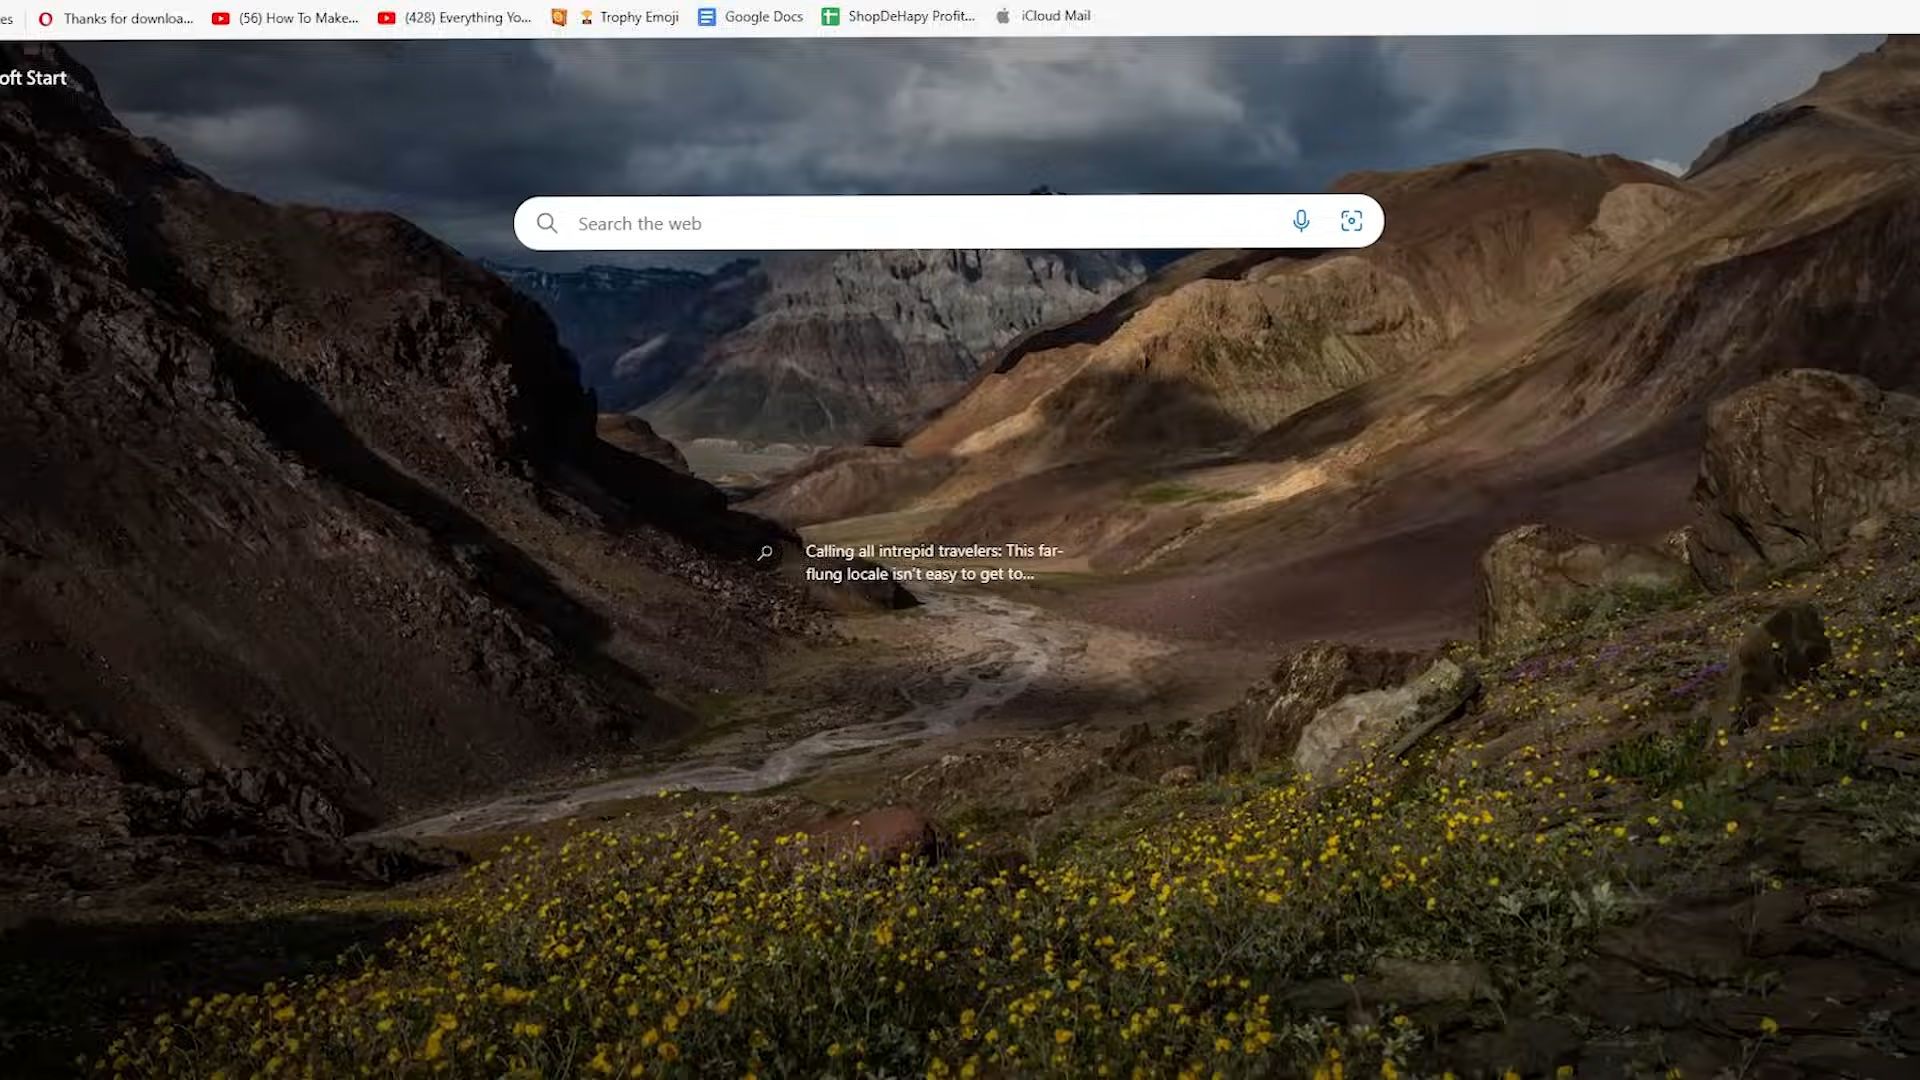 es
Thanks for downloa...
(56) How To Make...
(428) Everything Yo...
Trophy Emoji
Google Docs
ShopDeHapy Profit...
iCloud Mail
oft Start
Search the web
Calling all intrepid travelers: This far-
flung locale isn't easy to get to...